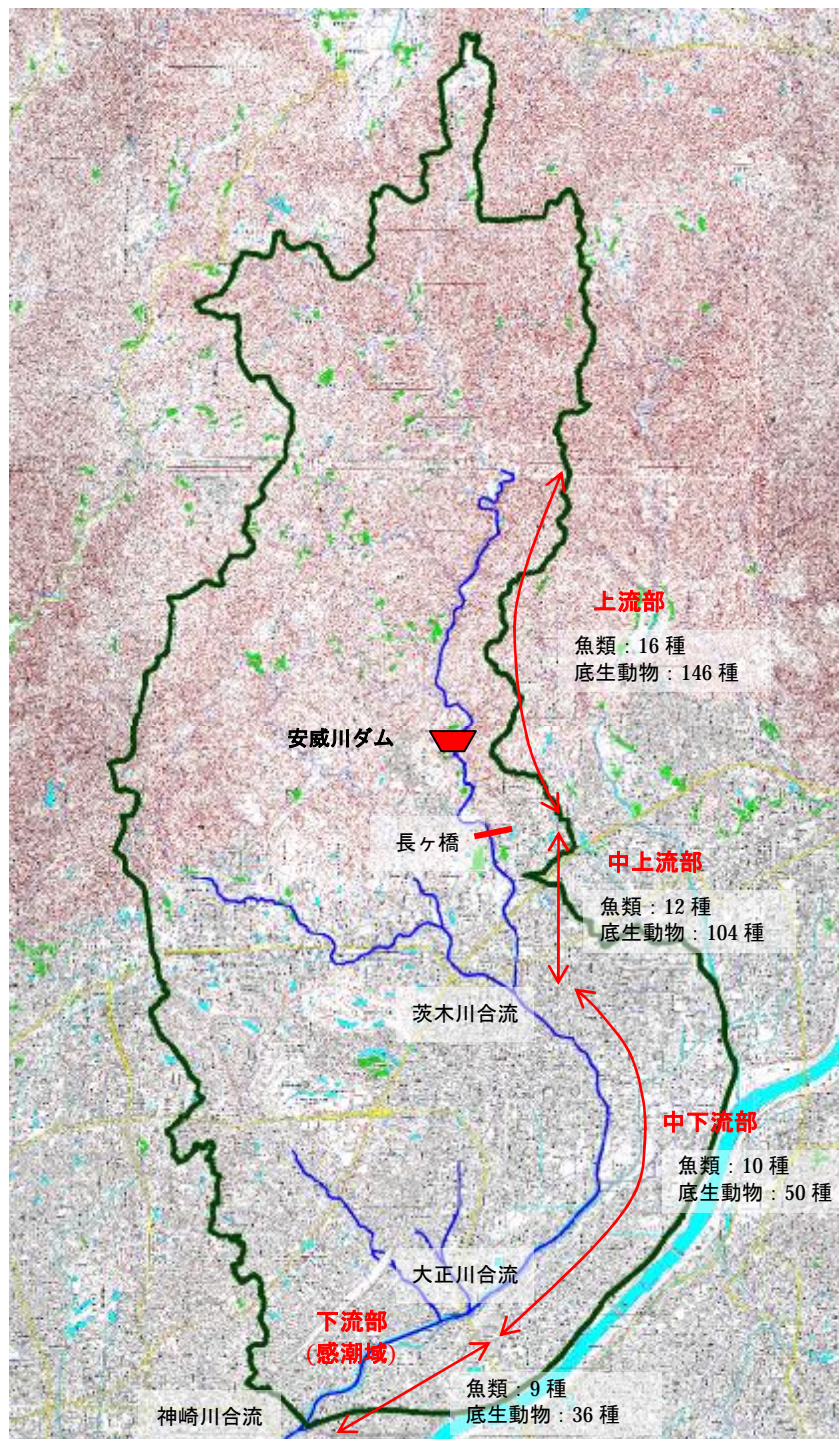 上流部
魚類：16 種
底生動物：146 種
安威川ダム
長ヶ橋
中上流部
魚類：12 種
底生動物：104 種
茨木川合流
中下流部
魚類：10 種
底生動物：50 種
大正川合流
下流部
(感潮域)
魚類：9 種
底生動物：36 種
神崎川合流